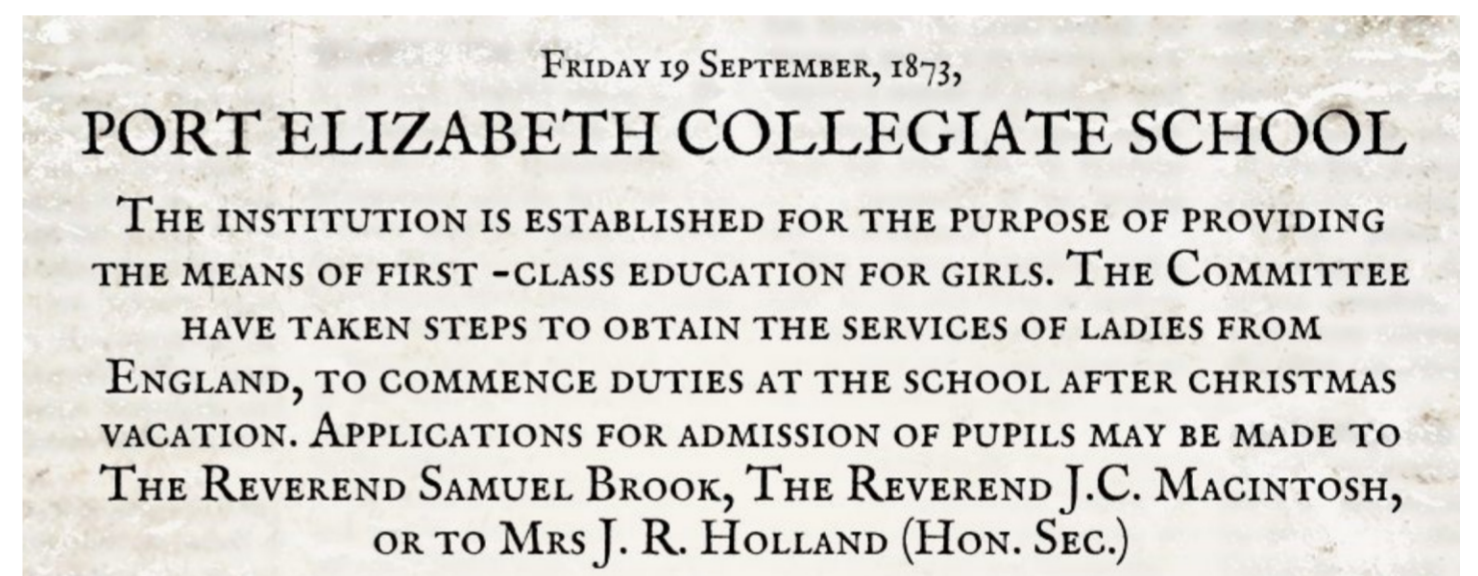 Friday 19 September, 1873,
PORT ELIZABETH COLLEGIATE SCHOOL
The institution is established for the purpose of providing
the means of first -class education for girls. The Committee
have taken steps to obtain the services of ladies from
England, to commence duties at the school after christmas
vacation. Applications for admission of pupils may be made to
The Reverend Samuel Brook, The Reverend J.C. Macintosh,
or to Mrs J. R. Holland (Hon. Sec.)